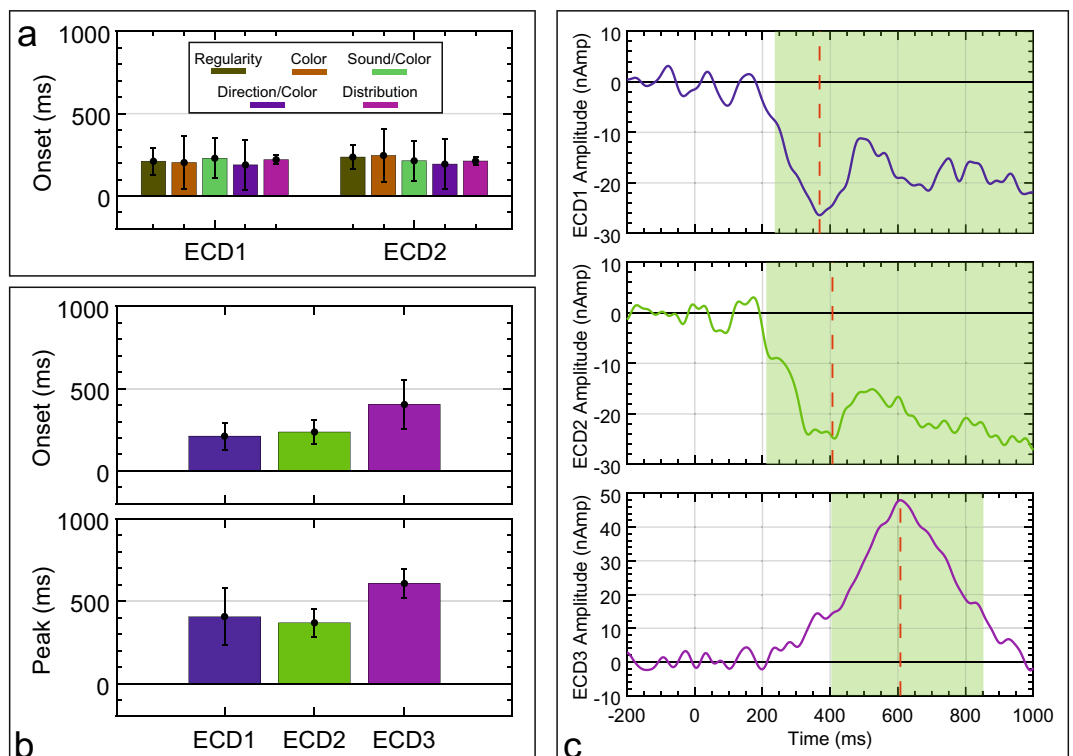 a
1000
500
0
Onset (ms)
Regularity Color Sound/Color
Direction/Color Distribution
ECD1 ECD2
1000
500
0
Onset (ms)
1000
500
0
Peak (ms)
ECD1 ECD2 ECD3
b
10
0
-10
-20
-30
ECD1 Amplitude (nAmp)
10
0
-10
-20
-30
ECD2 Amplitude (nAmp)
50
40
30
20
10
0
-10
ECD3 Amplitude (nAmp)
-200 0 200 400 600 800 1000
Time (ms)
c